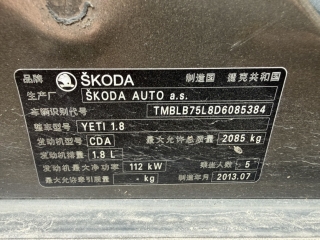 品牌 ŠKODA 制造国 捷克共和国
生产厂 ŠKODA AUTO a.s.
车辆识别代号 TMBLB75L8D6085384
整车型号 YETI 1.8
发动机型号 CDA 最大允许总质量 2085 kg
发动机排量 1.8 L
发动机最大净功率 112 kW 乘坐人数 5
最大允许牵引质量 - kg 制造年月 2013.07